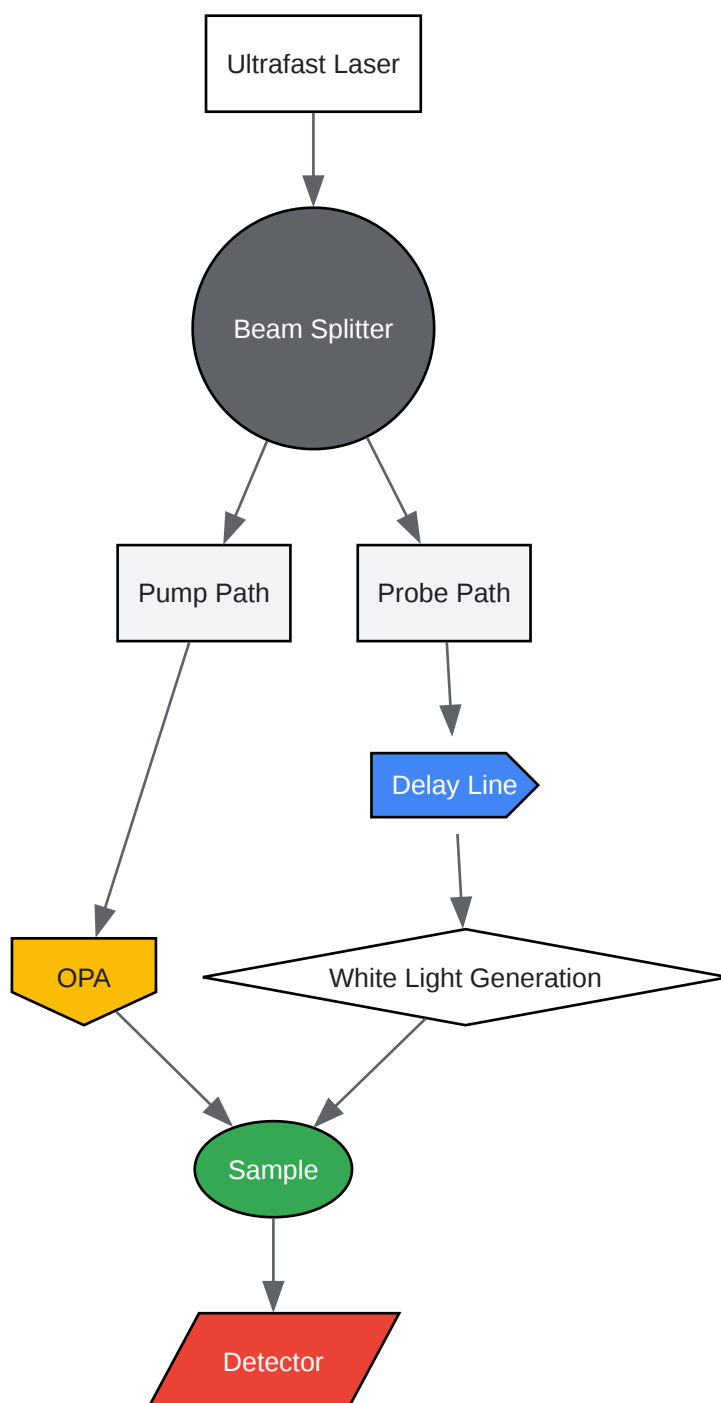 Ultrafast Laser
Beam Splitter
Pump Path
Probe Path
Delay Line
OPA
White Light Generation
Sample
Detector